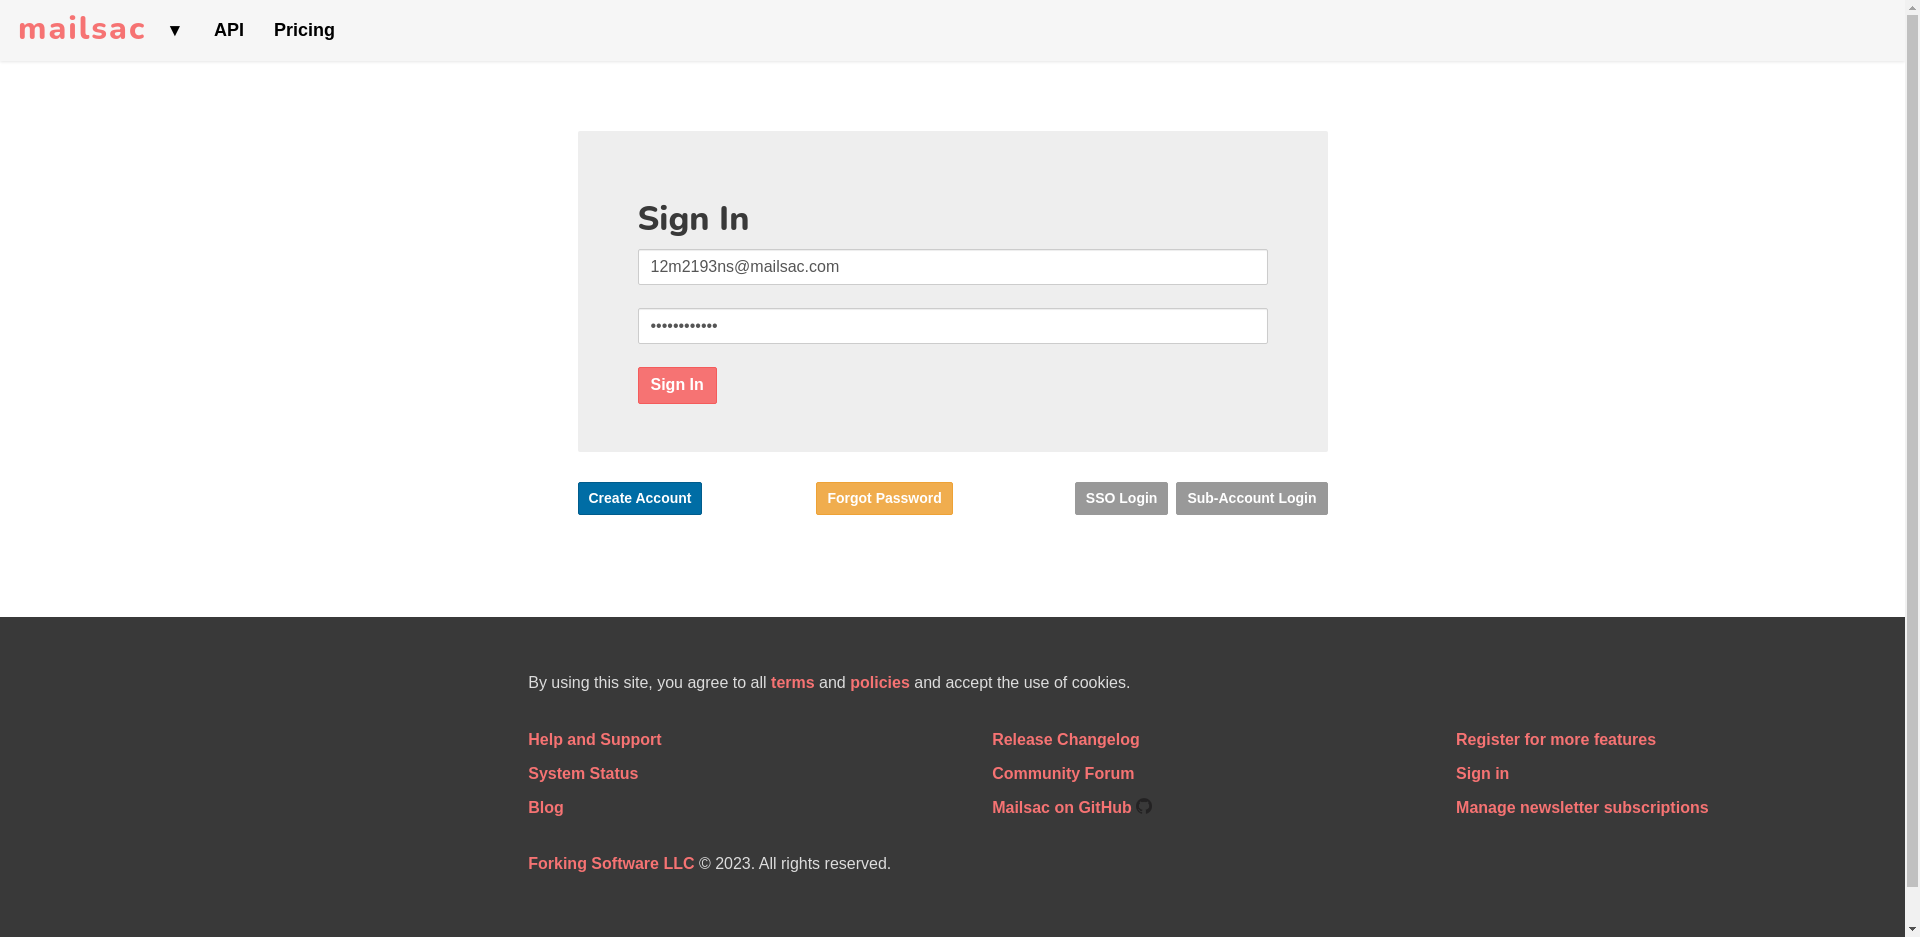 mailsac ▼ API Pricing
Sign In
12m2193ns@mailsac.com
••••••••••••
Sign In
Create Account Forgot Password SSO Login Sub-Account Login
By using this site, you agree to all terms and policies and accept the use of cookies.
Help and Support Release Changelog Register for more features
System Status Community Forum Sign in
Blog Mailsac on GitHub Manage newsletter subscriptions
Forking Software LLC © 2023. All rights reserved.